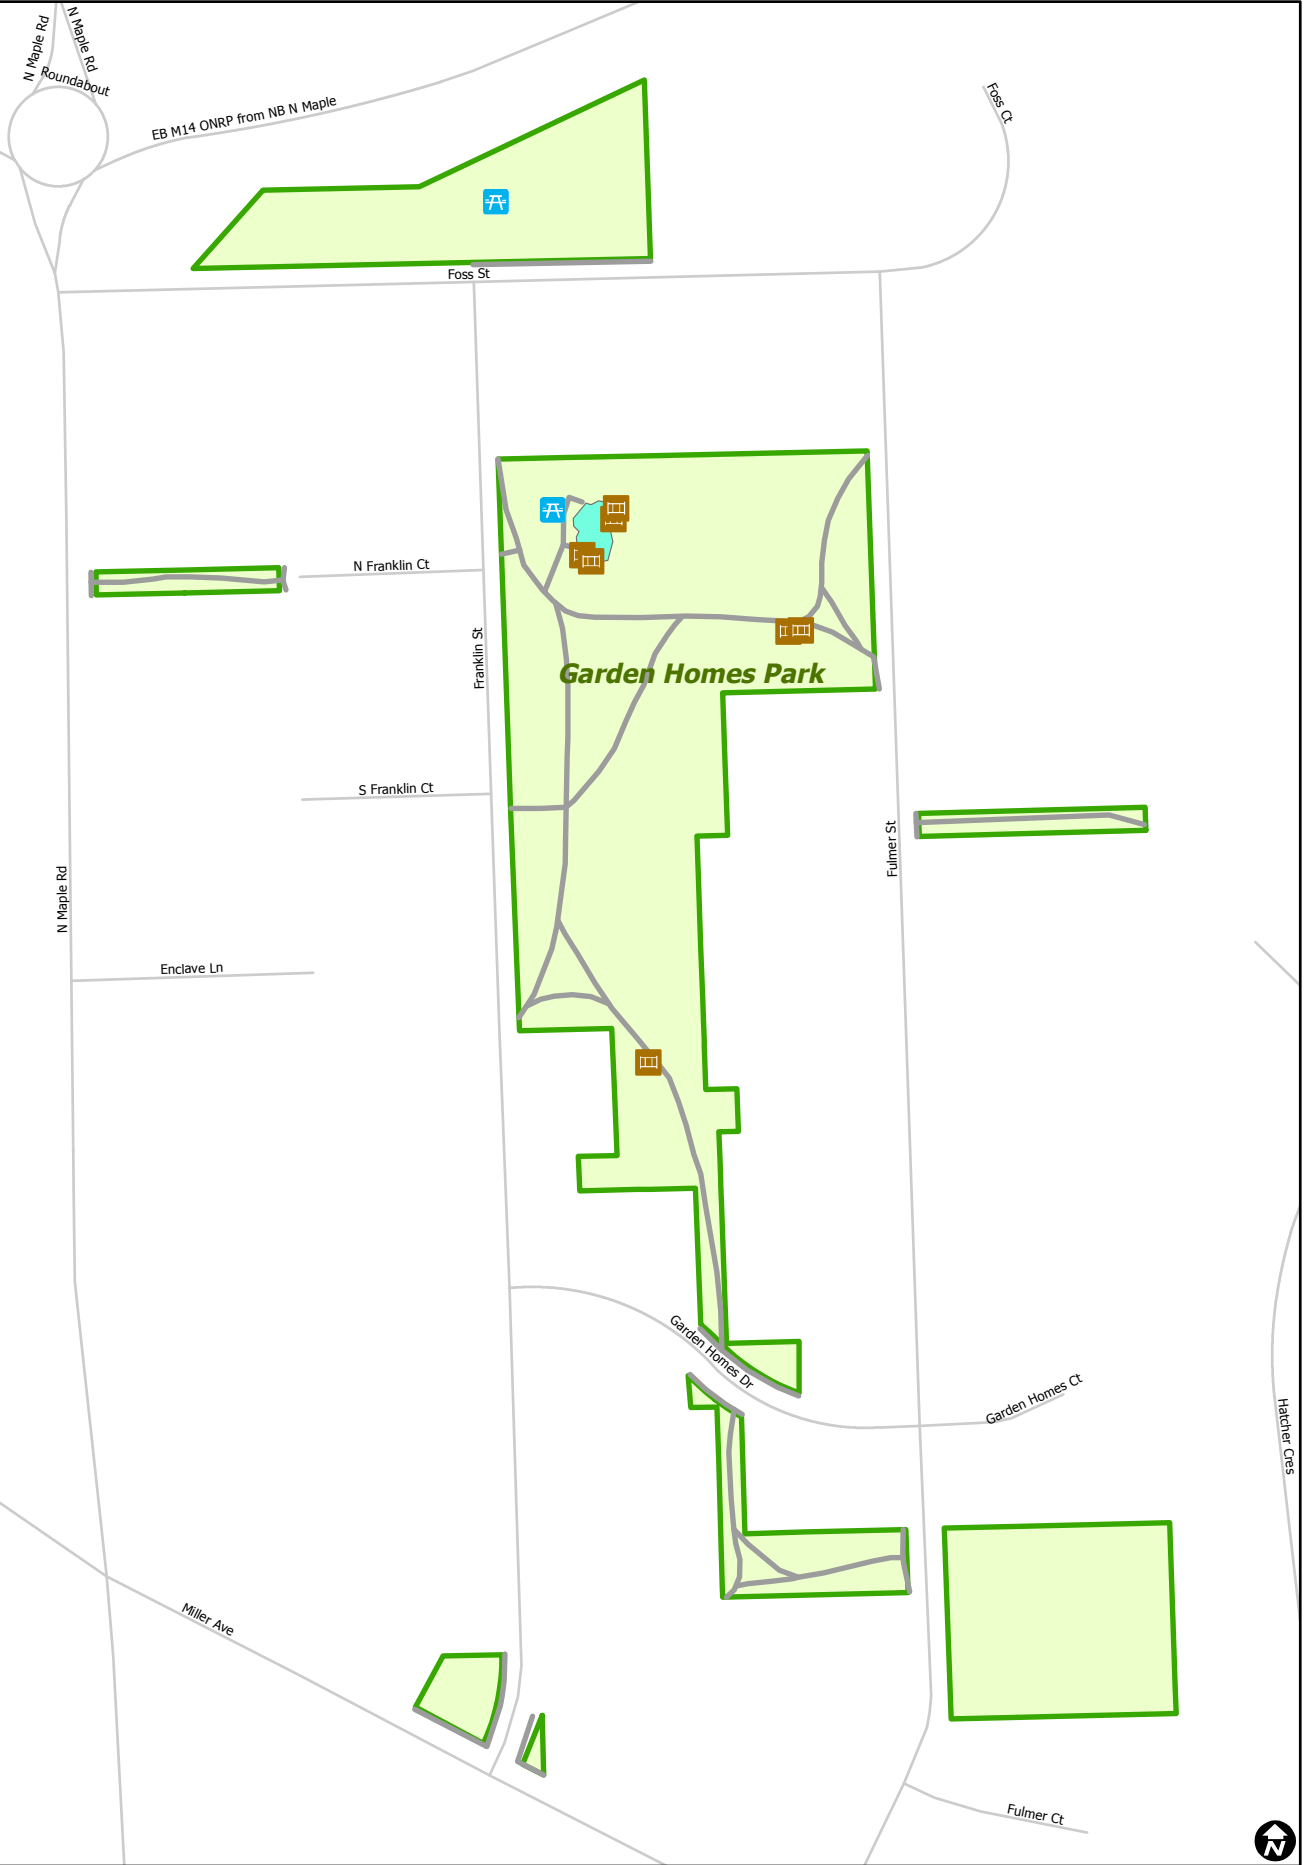 N Maple Rd
N Maple Rd
Roundabout
EB M14 ONRP from NB N Maple
Foss Ct
Foss St
N Franklin Ct
Franklin St
Garden Homes Park
S Franklin Ct
Fulmer St
N Maple Rd
Enclave Ln
Garden Homes Dr
Garden Homes Ct
Hatcher Cres
Miller Ave
Fulmer Ct
N